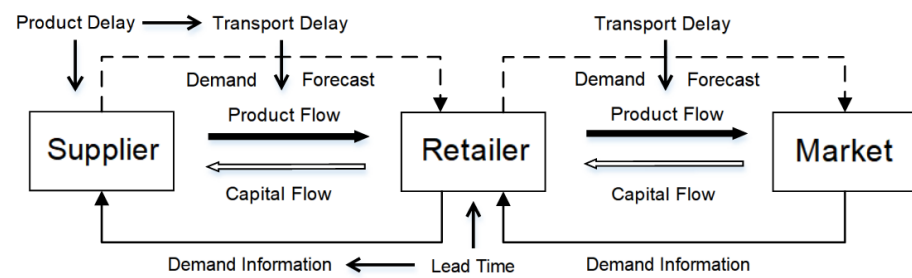 Product Delay
Transport Delay
Transport Delay
Demand Forecast
Demand Forecast
Product Flow
Product Flow
Supplier
Retailer
Market
Capital Flow
Capital Flow
Demand Information
Lead Time
Demand Information